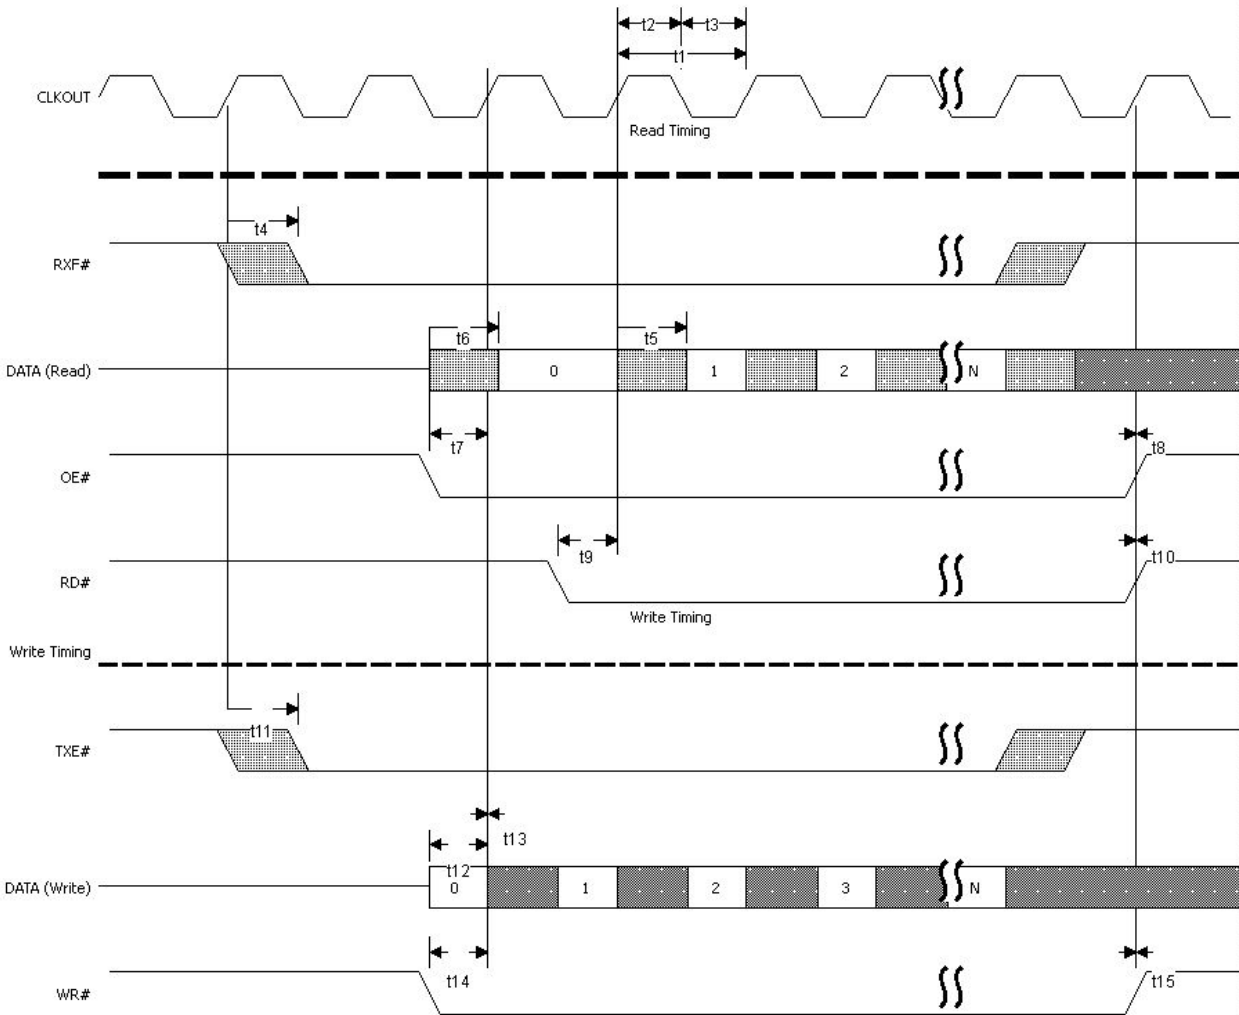 t2 t3
t1
CLKOUT
Read Timing
t4
RXF#
t6 t5
DATA (Read) 0 1 2 N
t7 t8
OE#
t9 t10
RD#
Write Timing
Write Timing
t11
TXE#
t13
t12
DATA (Write) 0 1 2 3 N
t14 t15
WR#